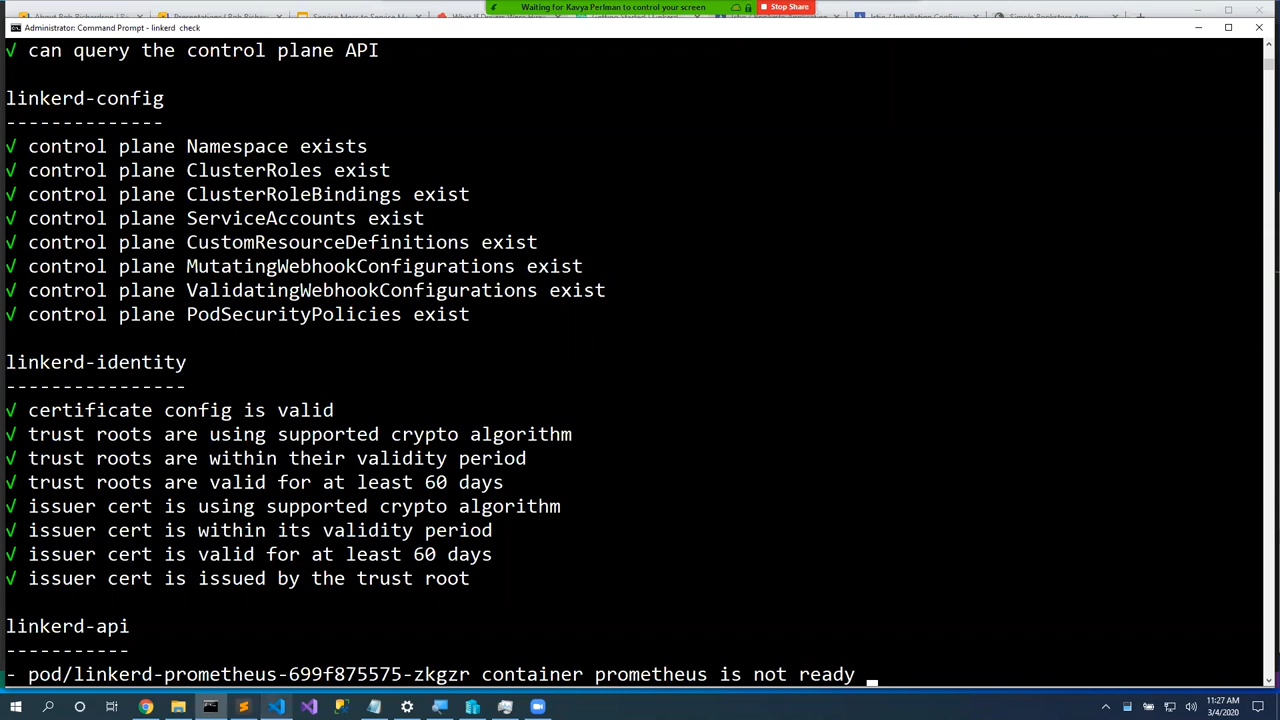 Waiting for Kavya Perlman to control your screen
Stop Share
Administrator: Command Prompt - linkerd check
√ can query the control plane API
linkerd-config
--------------
√ control plane Namespace exists
√ control plane ClusterRoles exist
√ control plane ClusterRoleBindings exist
√ control plane ServiceAccounts exist
√ control plane CustomResourceDefinitions exist
√ control plane MutatingWebhookConfigurations exist
√ control plane ValidatingWebhookConfigurations exist
√ control plane PodSecurityPolicies exist
linkerd-identity
----------------
√ certificate config is valid
√ trust roots are using supported crypto algorithm
√ trust roots are within their validity period
√ trust roots are valid for at least 60 days
√ issuer cert is using supported crypto algorithm
√ issuer cert is within its validity period
√ issuer cert is valid for at least 60 days
√ issuer cert is issued by the trust root
linkerd-api
-----------
- pod/linkerd-prometheus-699f875575-zkgzr container prometheus is not ready
11:27 AM
3/4/2020